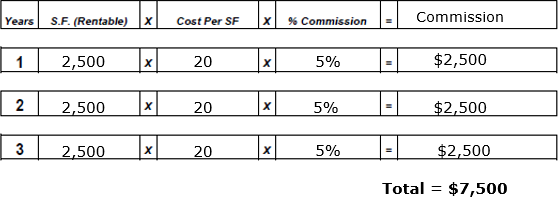 Years S.F. (Rentable) X Cost Per SF X % Commission = Commission
1 2,500 x 20 x 5% = $2,500
2 2,500 x 20 x 5% = $2,500
3 2,500 x 20 x 5% = $2,500
Total = $7,500